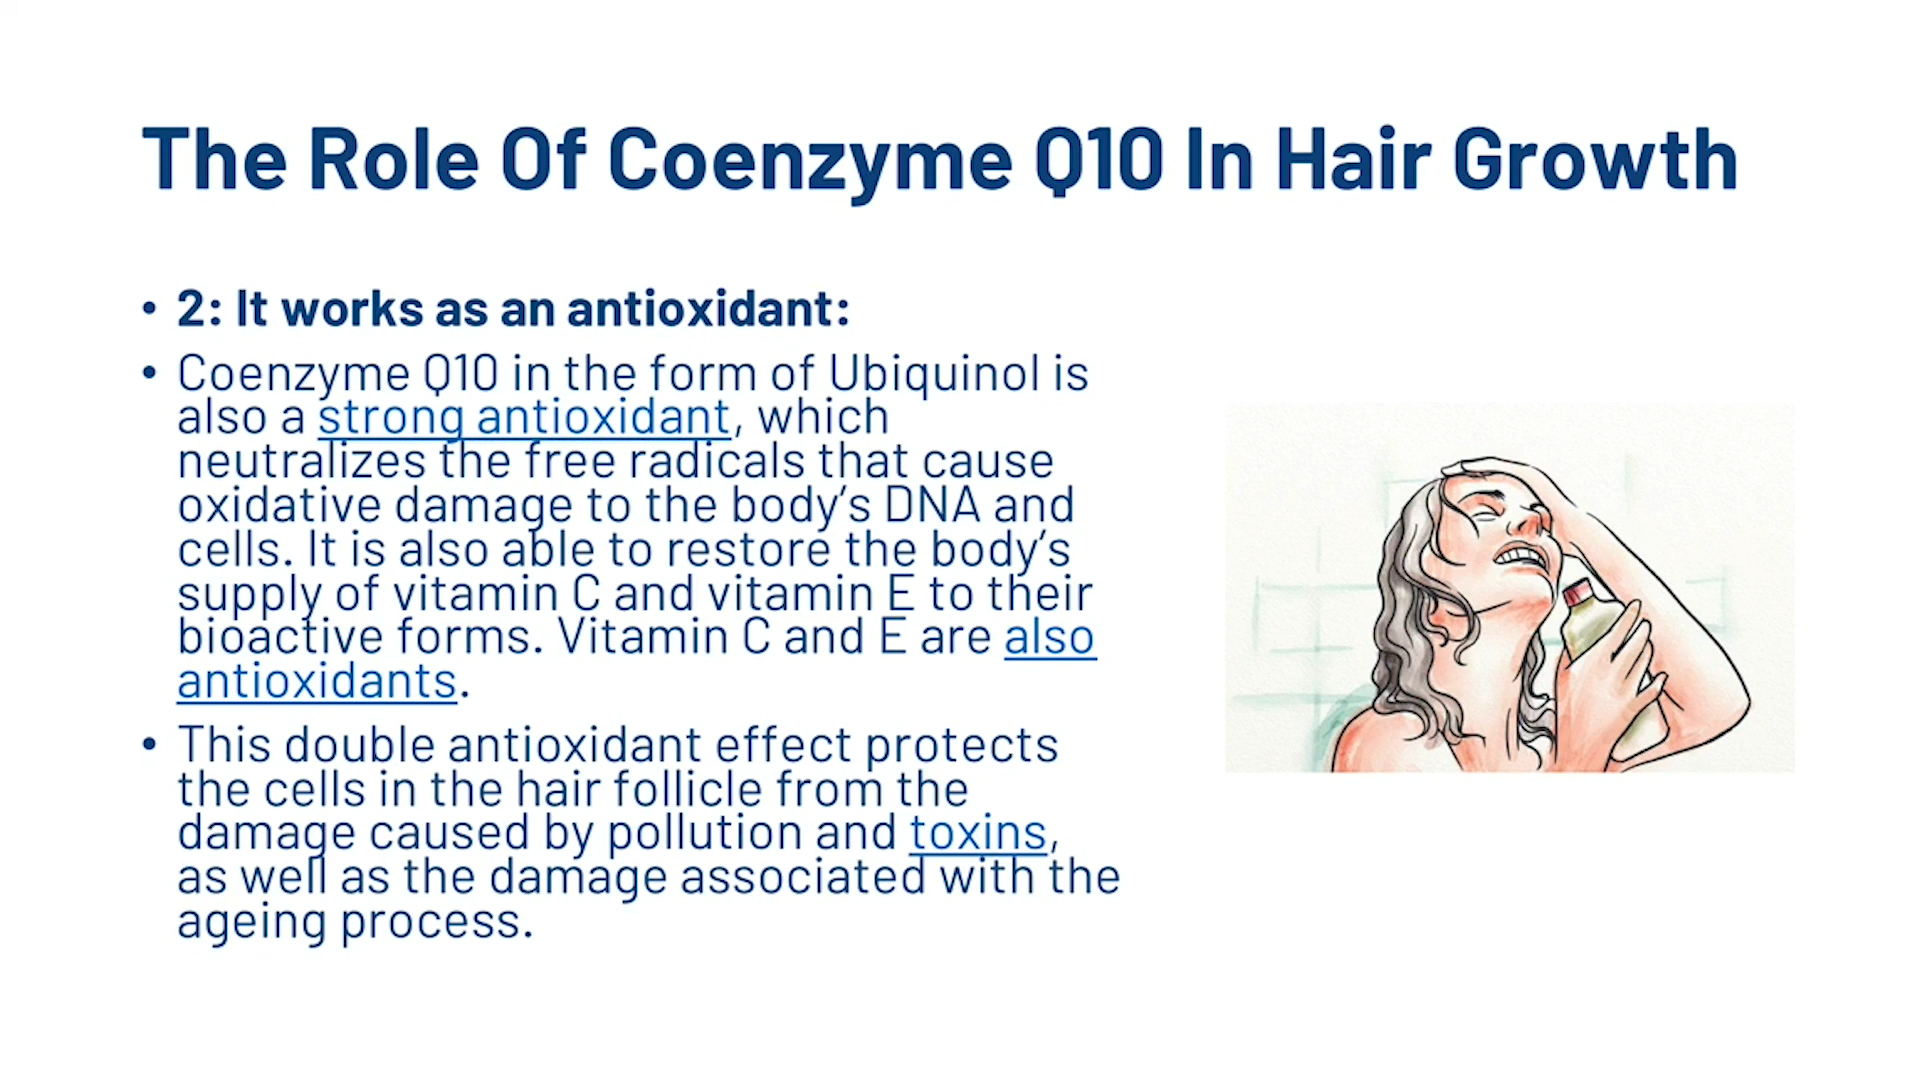 The Role Of Coenzyme Q10 In Hair Growth
• 2: It works as an antioxidant:
• Coenzyme Q10 in the form of Ubiquinol is
also a strong antioxidant, which
neutralizes the free radicals that cause
oxidative damage to the body’s DNA and
cells. It is also able to restore the body’s
supply of vitamin C and vitamin E to their
bioactive forms. Vitamin C and E are also
antioxidants.
• This double antioxidant effect protects
the cells in the hair follicle from the
damage caused by pollution and toxins,
as well as the damage associated with the
ageing process.